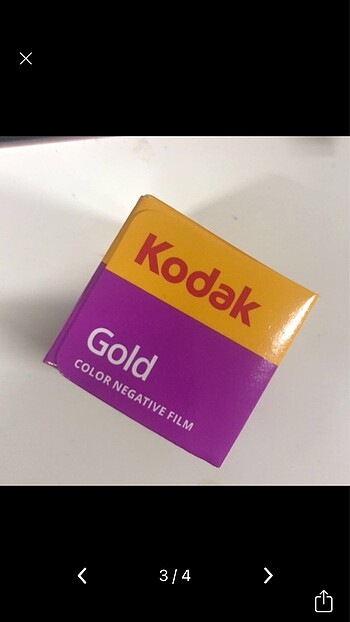 Kodak
Gold
COLOR NEGATIVE FILM
3 / 4